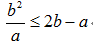 b²/a ≤ 2b − a